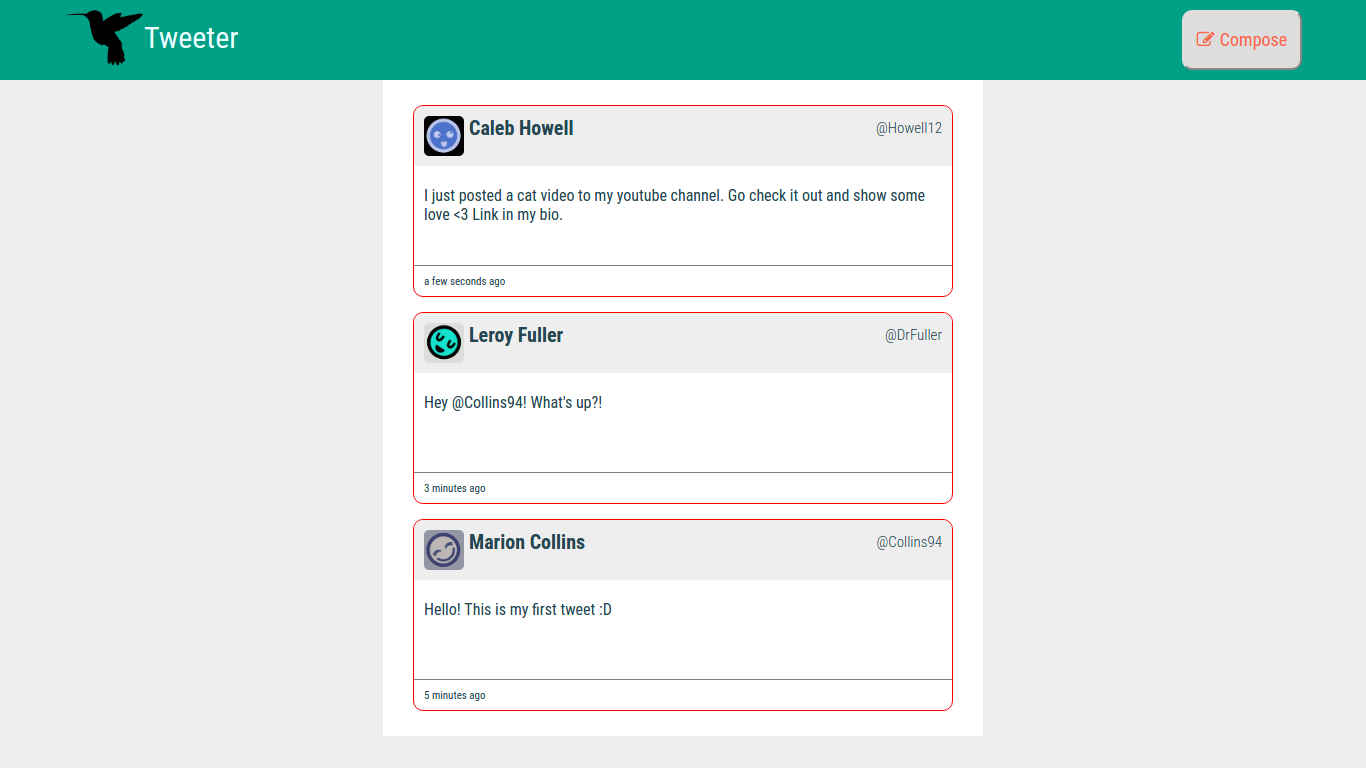 Tweeter
Compose
Caleb Howell
@Howell12
I just posted a cat video to my youtube channel. Go check it out and show some
love <3 Link in my bio.
a few seconds ago
Leroy Fuller
@DrFuller
Hey @Collins94! What's up?!
3 minutes ago
Marion Collins
@Collins94
Hello! This is my first tweet :D
5 minutes ago